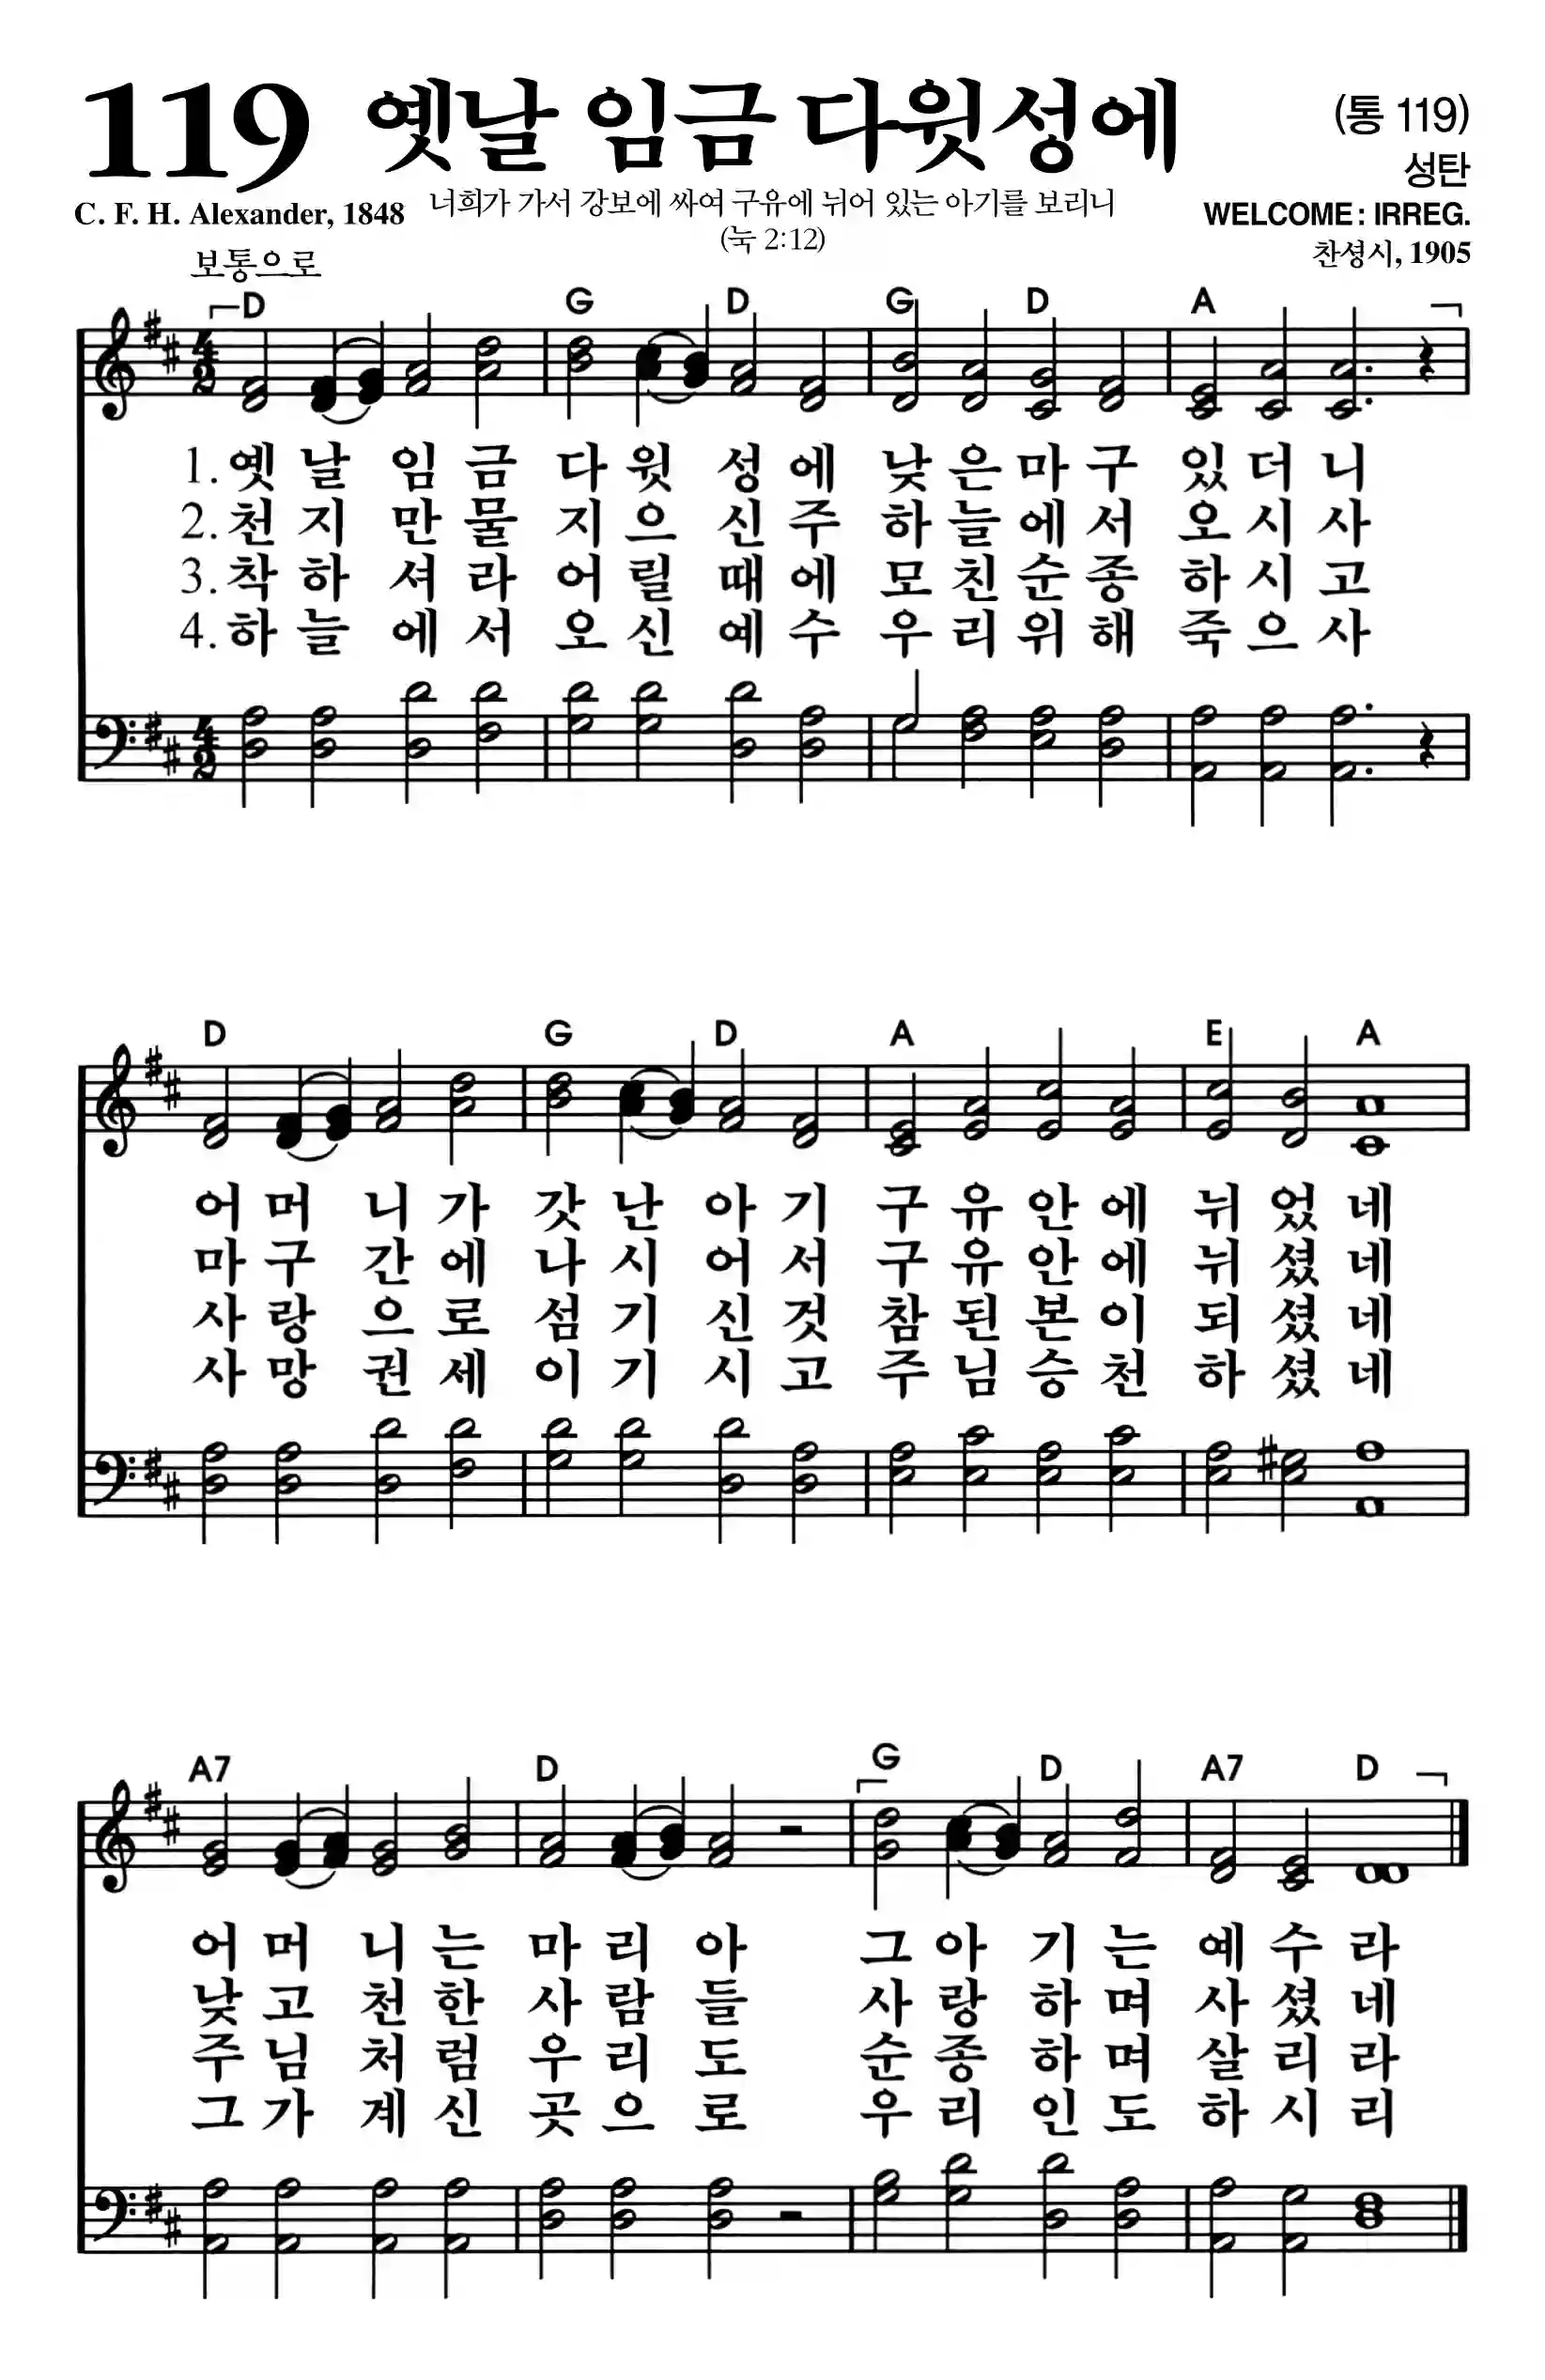 119 옛날 임금 다윗성에 (통 119)
성탄
너희가 가서 강보에 싸여 구유에 뉘어 있는 아기를 보리니
C. F. H. Alexander, 1848 WELCOME: IRREG.
(눅 2:12)
찬셩시, 1905
보통으로
D G D G D A
1. 옛 날 임 금 다 윗 성 에 낮 은 마 구 있 더 니
2. 천 지 만 물 지 으 신 주 하 늘 에 서 오 시 사
3. 착 하 셔 라 어 릴 때 에 모 친 순 종 하 시 고
4. 하 늘 에 서 오 신 예 수 우 리 위 해 죽 으 사
D G D A E A
어 머 니 가 갓 난 아 기 구 유 안 에 뉘 었 네
마 구 간 에 나 시 어 서 구 유 안 에 뉘 셨 네
사 랑 으 로 섬 기 신 것 참 된 본 이 되 셨 네
사 망 권 세 이 기 시 고 주 님 승 천 하 셨 네
A7 D G D A7 D
어 머 니 는 마 리 아 그 아 기 는 예 수 라
낮 고 천 한 사 람 들 사 랑 하 며 사 셨 네
주 님 처 럼 우 리 도 순 종 하 며 살 리 라
그 가 계 신 곳 으 로 우 리 인 도 하 시 리